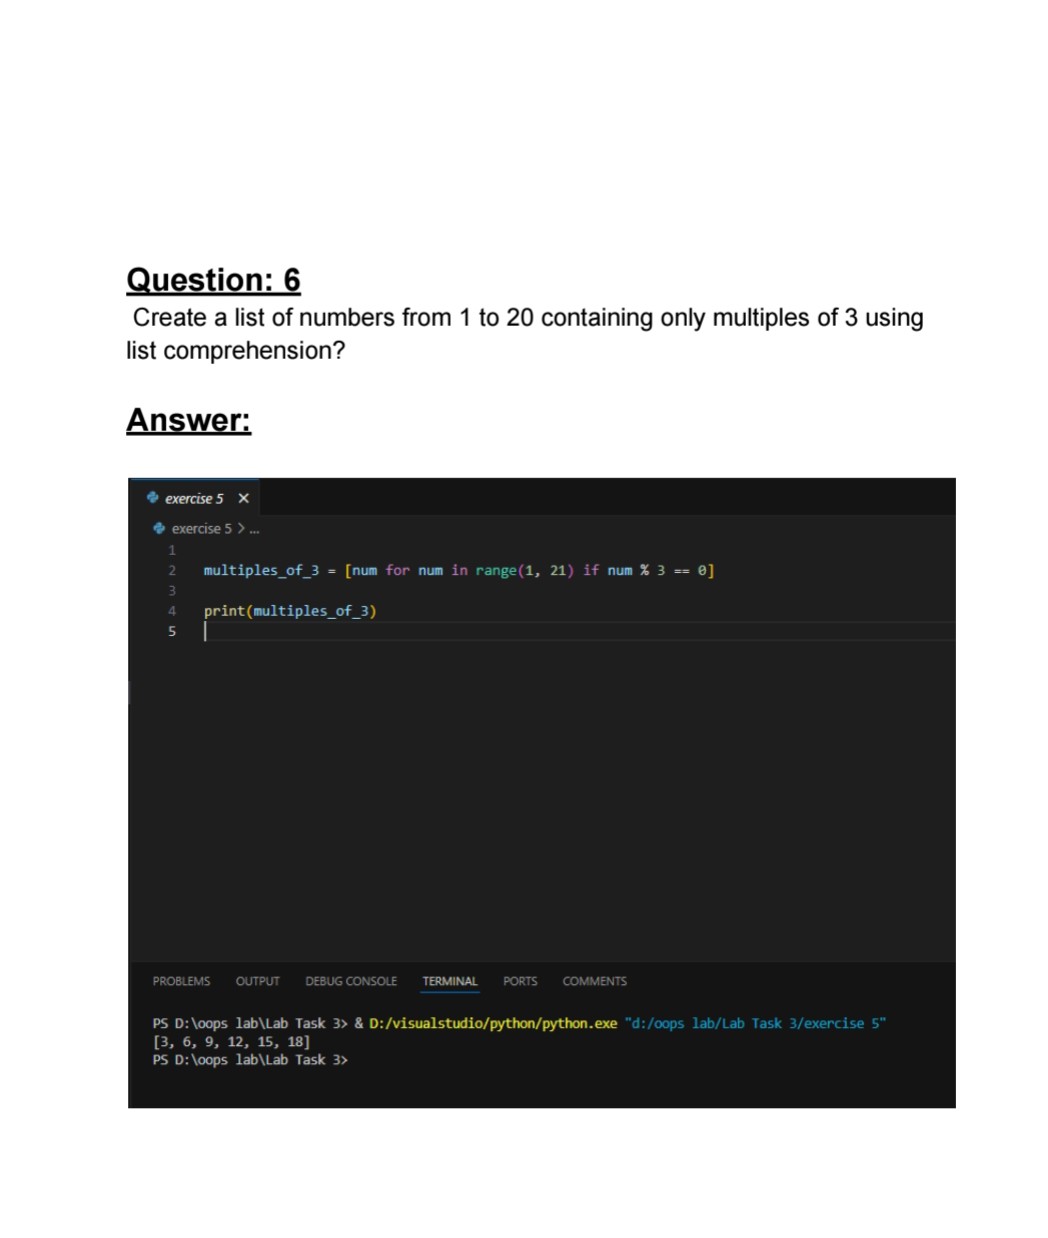 Question: 6
Create a list of numbers from 1 to 20 containing only multiples of 3 using
list comprehension?
Answer:
exercise 5 ×
exercise 5 > ...
1
2 multiples_of_3 = [num for num in range(1, 21) if num % 3 == 0]
3
4 print(multiples_of_3)
5
PROBLEMS OUTPUT DEBUG CONSOLE TERMINAL PORTS COMMENTS
PS D:\oops lab\Lab Task 3> & D:/visualstudio/python/python.exe "d:/oops lab/Lab Task 3/exercise 5"
[3, 6, 9, 12, 15, 18]
PS D:\oops lab\Lab Task 3>